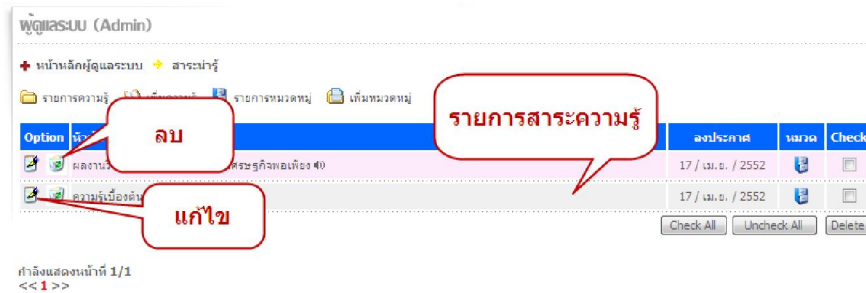 ผู้ดูแลระบบ (Admin)
หน้าหลักผู้ดูแลระบบ สาระน่ารู้
รายการความรู้ เพิ่มความรู้ รายการหมวดหมู่ เพิ่มหมวดหมู่
รายการสาระความรู้
ลบ
Option ลงประกาศ หมวด Check
ศรษฐกิจพอเพียง 17 / เม.ย. / 2552
ความรู้เบื้องต้น 17 / เม.ย. / 2552
แก้ไข
Check All Uncheck All Delete
กำลังแสดงหน้าที่ 1/1
<< 1 >>